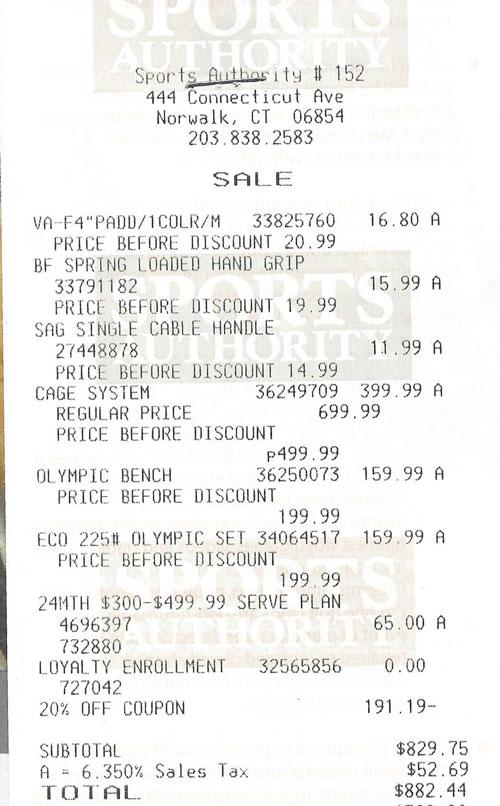 SPORTS
AUTHORITY
Sports Authority # 152
444 Connecticut Ave
Norwalk, CT 06854
203.838.2583
SALE
VA-F4"PADD/1COLR/M 33825760 16.80 A
PRICE BEFORE DISCOUNT 20.99
BF SPRING LOADED HAND GRIP
33791182 15.99 A
PRICE BEFORE DISCOUNT 19.99
SAG SINGLE CABLE HANDLE
27448878 11.99 A
PRICE BEFORE DISCOUNT 14.99
CAGE SYSTEM 36249709 399.99 A
REGULAR PRICE 699.99
PRICE BEFORE DISCOUNT
P499.99
OLYMPIC BENCH 36250073 159.99 A
PRICE BEFORE DISCOUNT
199.99
ECO 225# OLYMPIC SET 34064517 159.99 A
PRICE BEFORE DISCOUNT
199.99
24MTH $300-$499.99 SERVE PLAN
4696397 65.00 A
732880
LOYALTY ENROLLMENT 32565856 0.00
727042
20% OFF COUPON 191.19-
SUBTOTAL $829.75
A = 6.350% Sales Tax $52.69
TOTAL $882.44
SPORTS
AUTHORITY
SPORTS
AUTHORITY